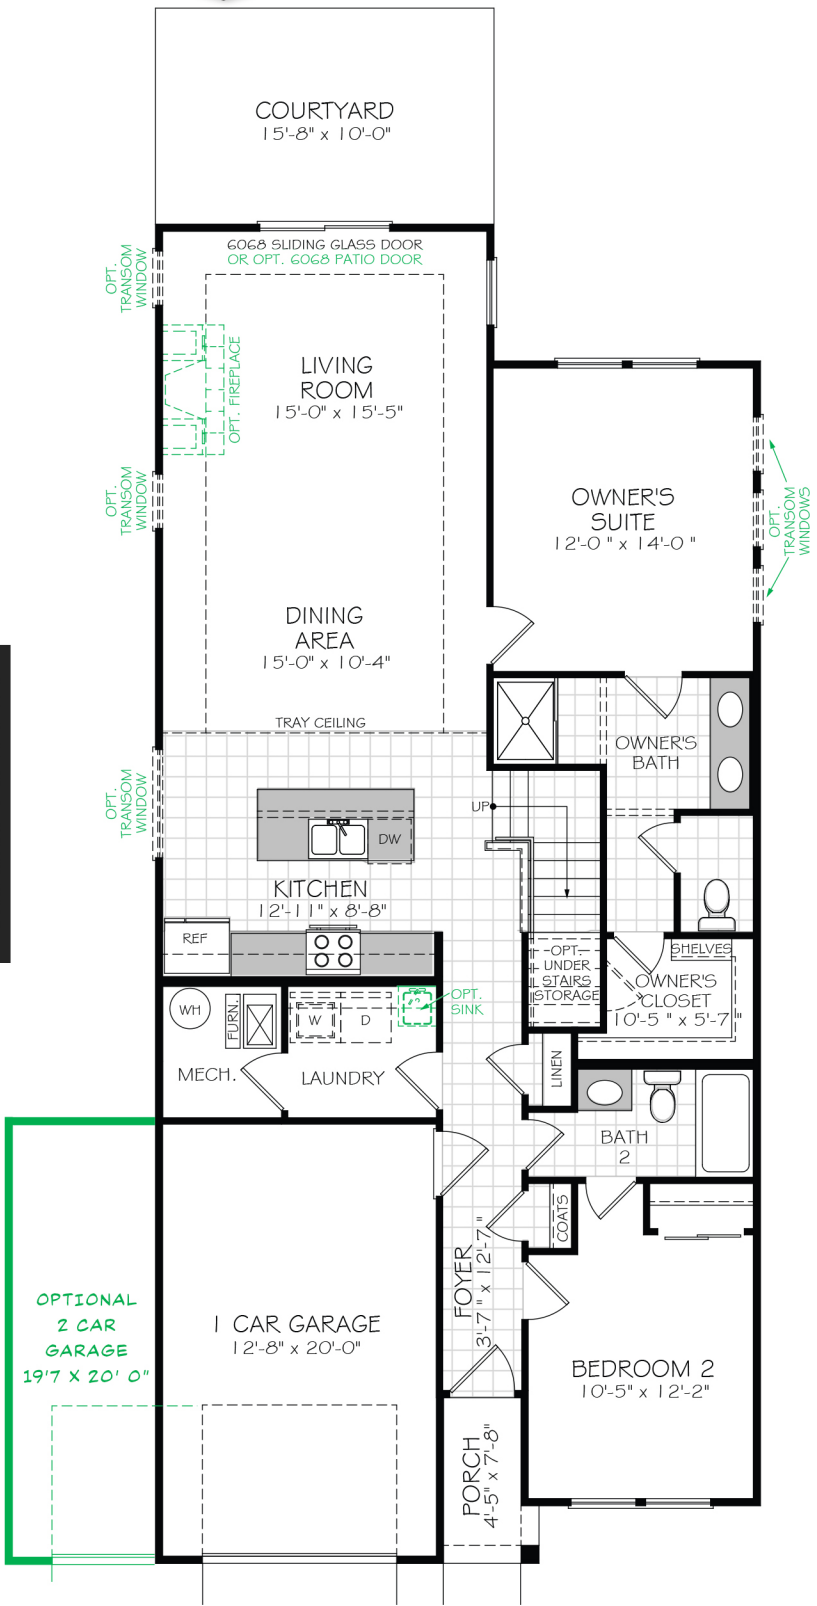 COURTYARD
15'-8" x 10'-0"
6068 SLIDING GLASS DOOR
OR OPT. 6068 PATIO DOOR
OPT.
TRANSOM
WINDOW
OPT. FIREPLACE
LIVING
ROOM
15'-0" x 15'-5"
OPT.
TRANSOM
WINDOW
OWNER'S
SUITE
12'-0 " x 14'-0 "
OPT.
TRANSOM
WINDOWS
DINING
AREA
15'-0" x 10'-4"
TRAY CEILING
OWNER'S
BATH
OPT.
TRANSOM
WINDOW
UP
DW
KITCHEN
12'-11" x 8'-8"
REF
OPT.
UNDER
STAIRS
STORAGE
SHELVES
OWNER'S
CLOSET
10'-5 " x 5'-7 "
WH
FURN.
W
D
OPT.
SINK
MECH.
LAUNDRY
LINEN
BATH
2
COATS
FOYER
3'-7" x 12'-7"
OPTIONAL
2 CAR
GARAGE
19'7 X 20' 0"
1 CAR GARAGE
12'-8" x 20'-0"
BEDROOM 2
10'-5" x 12'-2"
PORCH
4'-5" x 7'-8"